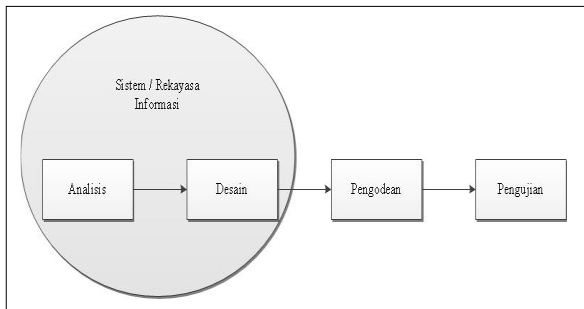 Sistem / Rekayasa
Informasi
Analisis
Desain
Pengodean
Pengujian